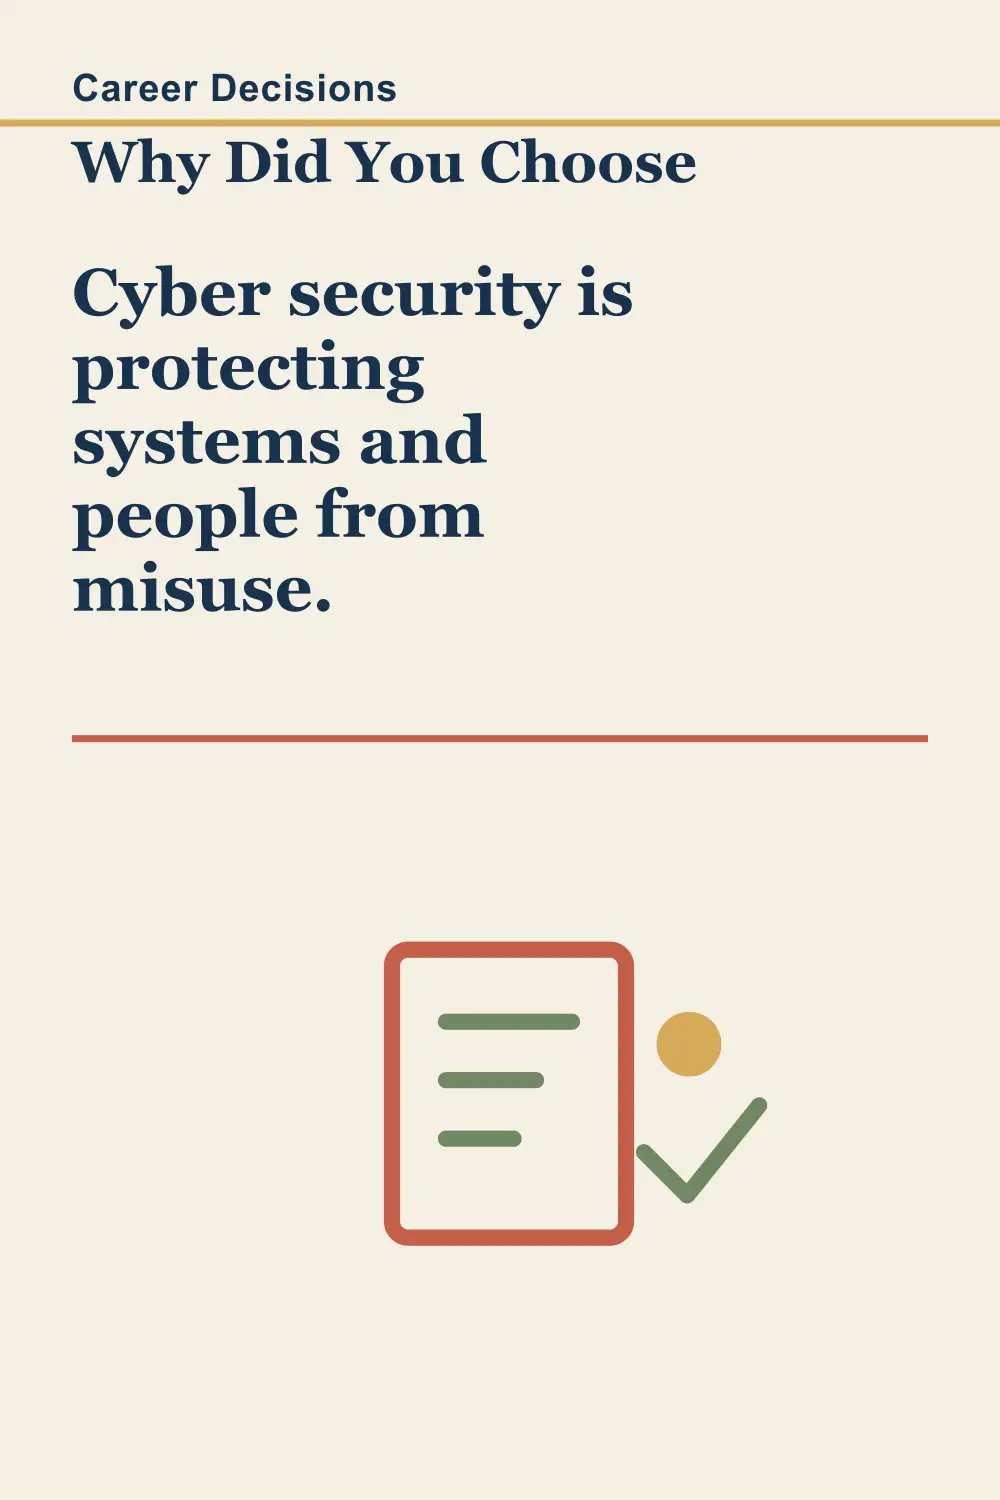 Career Decisions
Why Did You Choose
Cyber security is
protecting
systems and
people from
misuse.